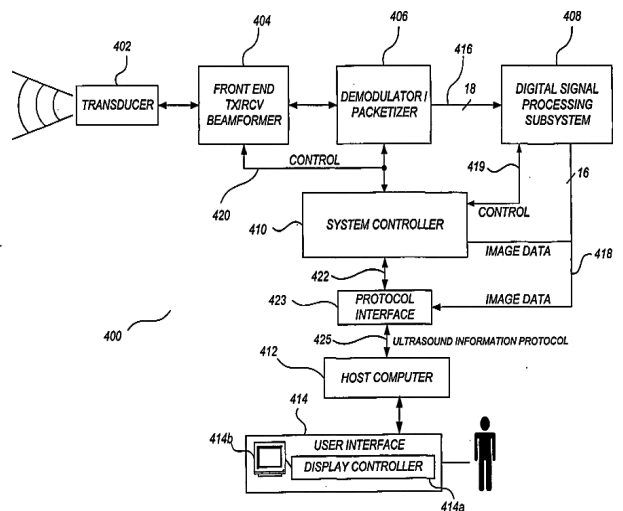 402
TRANSDUCER
404
FRONT END
TX/RCV
BEAMFORMER
406
DEMODULATOR /
PACKETIZER
416
18
408
DIGITAL SIGNAL
PROCESSING
SUBSYSTEM
CONTROL
420
419
16
410
SYSTEM CONTROLLER
CONTROL
IMAGE DATA
418
422
423
PROTOCOL
INTERFACE
IMAGE DATA
400
425
ULTRASOUND INFORMATION PROTOCOL
412
HOST COMPUTER
414
414b
USER INTERFACE
DISPLAY CONTROLLER
414a